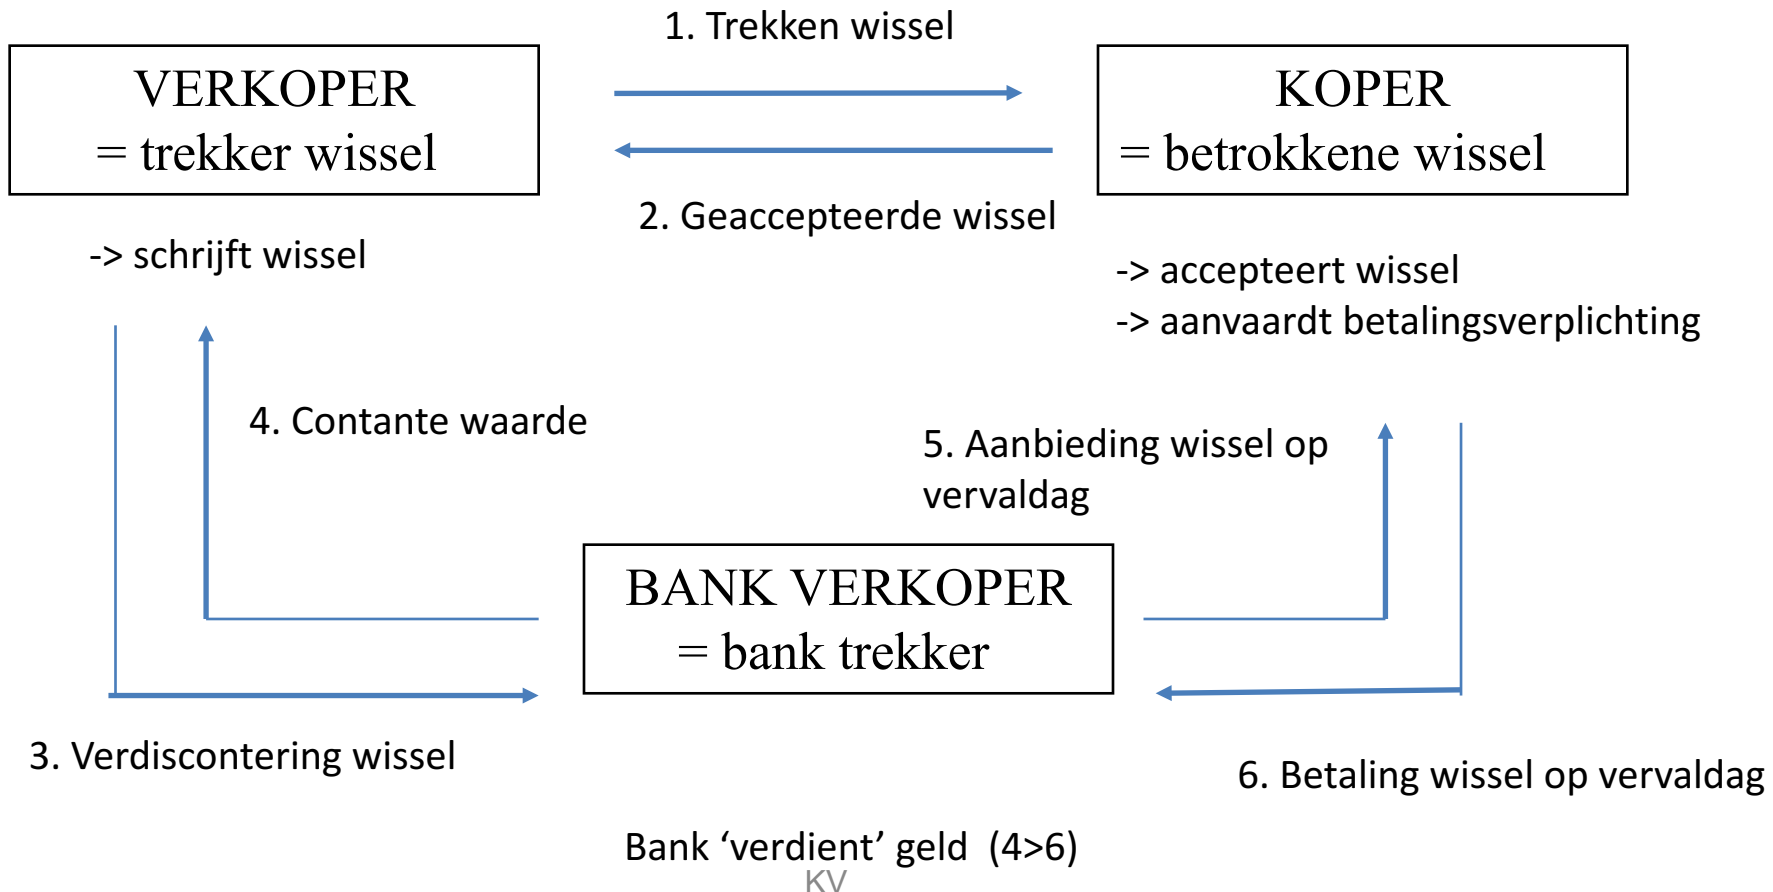 1. Trekken wissel
VERKOPER
= trekker wissel
KOPER
= betrokkene wissel
2. Geaccepteerde wissel
-> schrijft wissel
-> accepteert wissel
-> aanvaardt betalingsverplichting
4. Contante waarde
5. Aanbieding wissel op
vervaldag
BANK VERKOPER
= bank trekker
3. Verdiscontering wissel
6. Betaling wissel op vervaldag
Bank ‘verdient’ geld (4>6)
KV